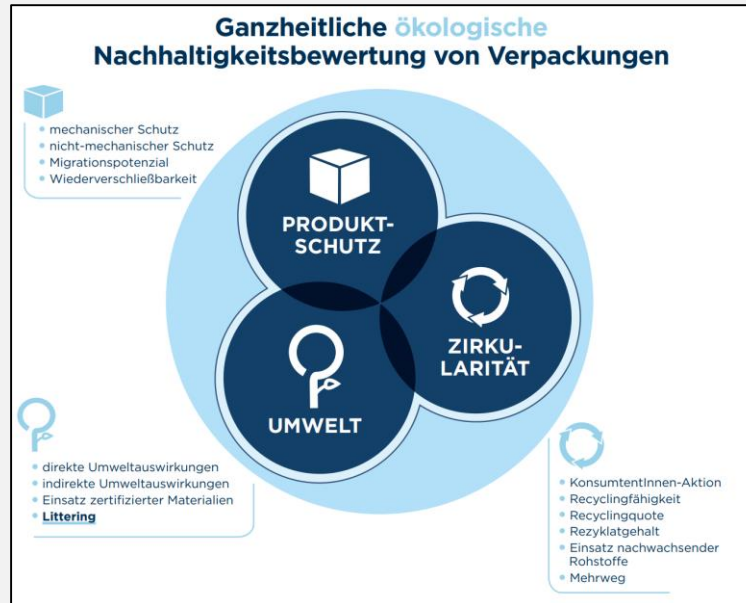 Ganzheitliche ökologische
Nachhaltigkeitsbewertung von Verpackungen
mechanischer Schutz
nicht-mechanischer Schutz
Migrationspotenzial
Wiederverschließbarkeit
PRODUKT-
SCHUTZ
ZIRKU-
LARITÄT
UMWELT
direkte Umweltauswirkungen
indirekte Umweltauswirkungen
Einsatz zertifizierter Materialien
Littering
KonsumtentInnen-Aktion
Recyclingfähigkeit
Recyclingquote
Rezyklatgehalt
Einsatz nachwachsender
Rohstoffe
Mehrweg